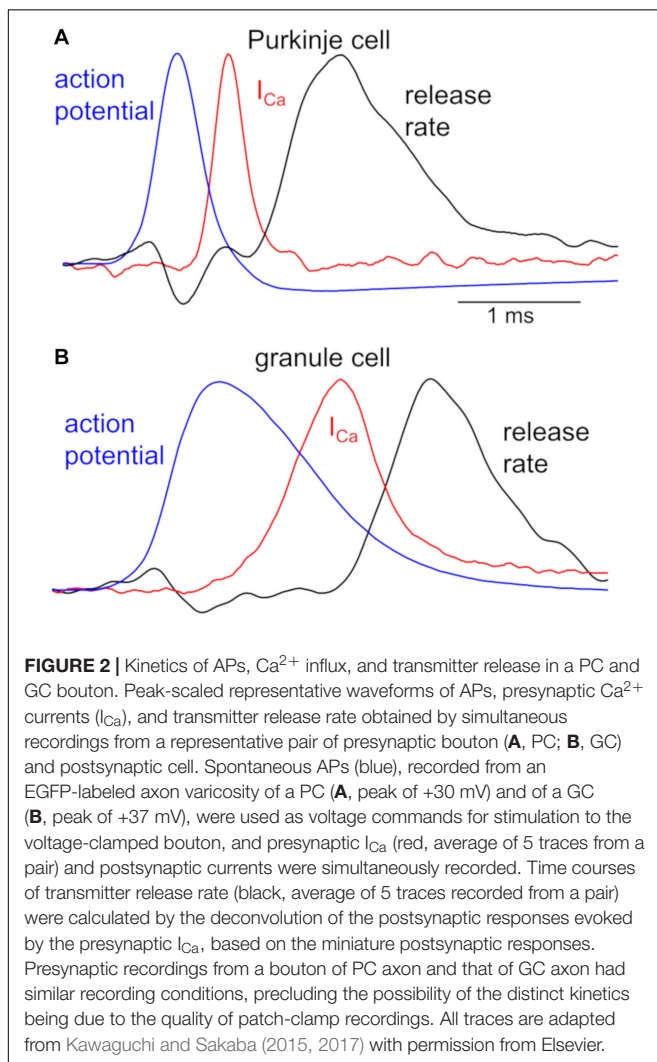 A
Purkinje cell
action
potential
I_Ca
release
rate
1 ms
B
granule cell
action
potential
I_Ca
release
rate
FIGURE 2 | Kinetics of APs, Ca²⁺ influx, and transmitter release in a PC and
GC bouton. Peak-scaled representative waveforms of APs, presynaptic Ca²⁺
currents (I_Ca), and transmitter release rate obtained by simultaneous
recordings from a representative pair of presynaptic bouton (A, PC; B, GC)
and postsynaptic cell. Spontaneous APs (blue), recorded from an
EGFP-labeled axon varicosity of a PC (A, peak of +30 mV) and of a GC
(B, peak of +37 mV), were used as voltage commands for stimulation to the
voltage-clamped bouton, and presynaptic I_Ca (red, average of 5 traces from a
pair) and postsynaptic currents were simultaneously recorded. Time courses
of transmitter release rate (black, average of 5 traces recorded from a pair)
were calculated by the deconvolution of the postsynaptic responses evoked
by the presynaptic I_Ca, based on the miniature postsynaptic responses.
Presynaptic recordings from a bouton of PC axon and that of GC axon had
similar recording conditions, precluding the possibility of the distinct kinetics
being due to the quality of patch-clamp recordings. All traces are adapted
from Kawaguchi and Sakaba (2015, 2017) with permission from Elsevier.